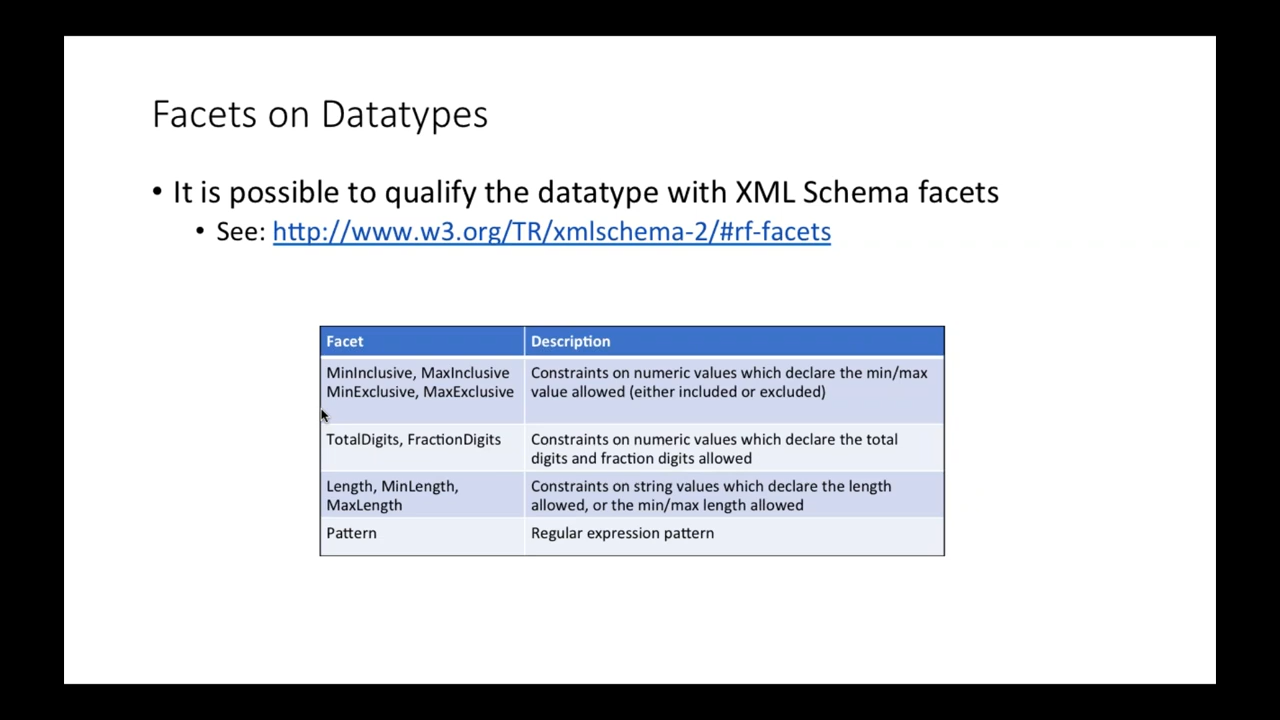 Facets on Datatypes
• It is possible to qualify the datatype with XML Schema facets
• See: http://www.w3.org/TR/xmlschema-2/#rf-facets
Facet Description
MinInclusive, MaxInclusive Constraints on numeric values which declare the min/max
MinExclusive, MaxExclusive value allowed (either included or excluded)
TotalDigits, FractionDigits Constraints on numeric values which declare the total
digits and fraction digits allowed
Length, MinLength, Constraints on string values which declare the length
MaxLength allowed, or the min/max length allowed
Pattern Regular expression pattern